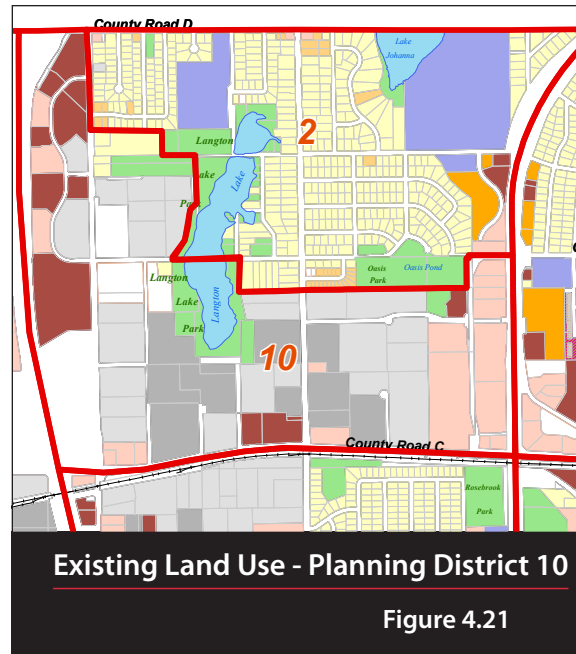 County Road D
Lake
Johanna
2
Langton
Lake
Lake
Park
Langton
Lake
Park
Langton
Oasis
Park
Oasis Pond
C
10
County Road C
Rosebrook
Park
Existing Land Use - Planning District 10
Figure 4.21